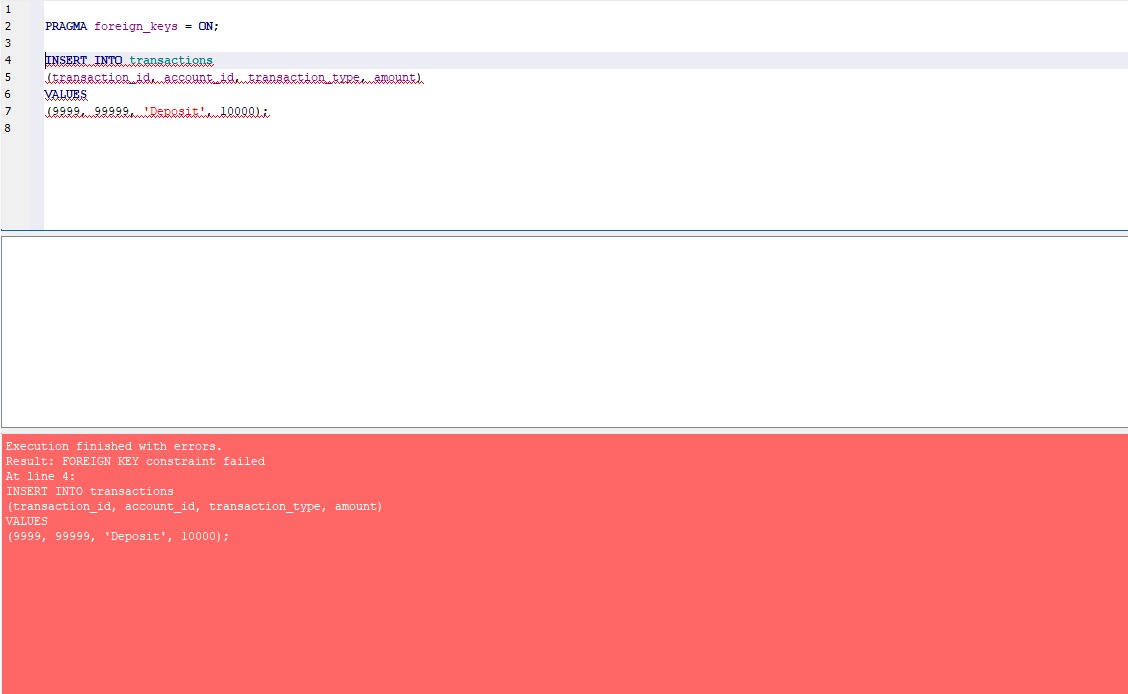 1
2 PRAGMA foreign_keys = ON;
3
4 INSERT INTO transactions
5 (transaction_id, account_id, transaction_type, amount)
6 VALUES
7 (9999, 99999, 'Deposit', 10000);
8
Execution finished with errors.
Result: FOREIGN KEY constraint failed
At line 4:
INSERT INTO transactions
(transaction_id, account_id, transaction_type, amount)
VALUES
(9999, 99999, 'Deposit', 10000);